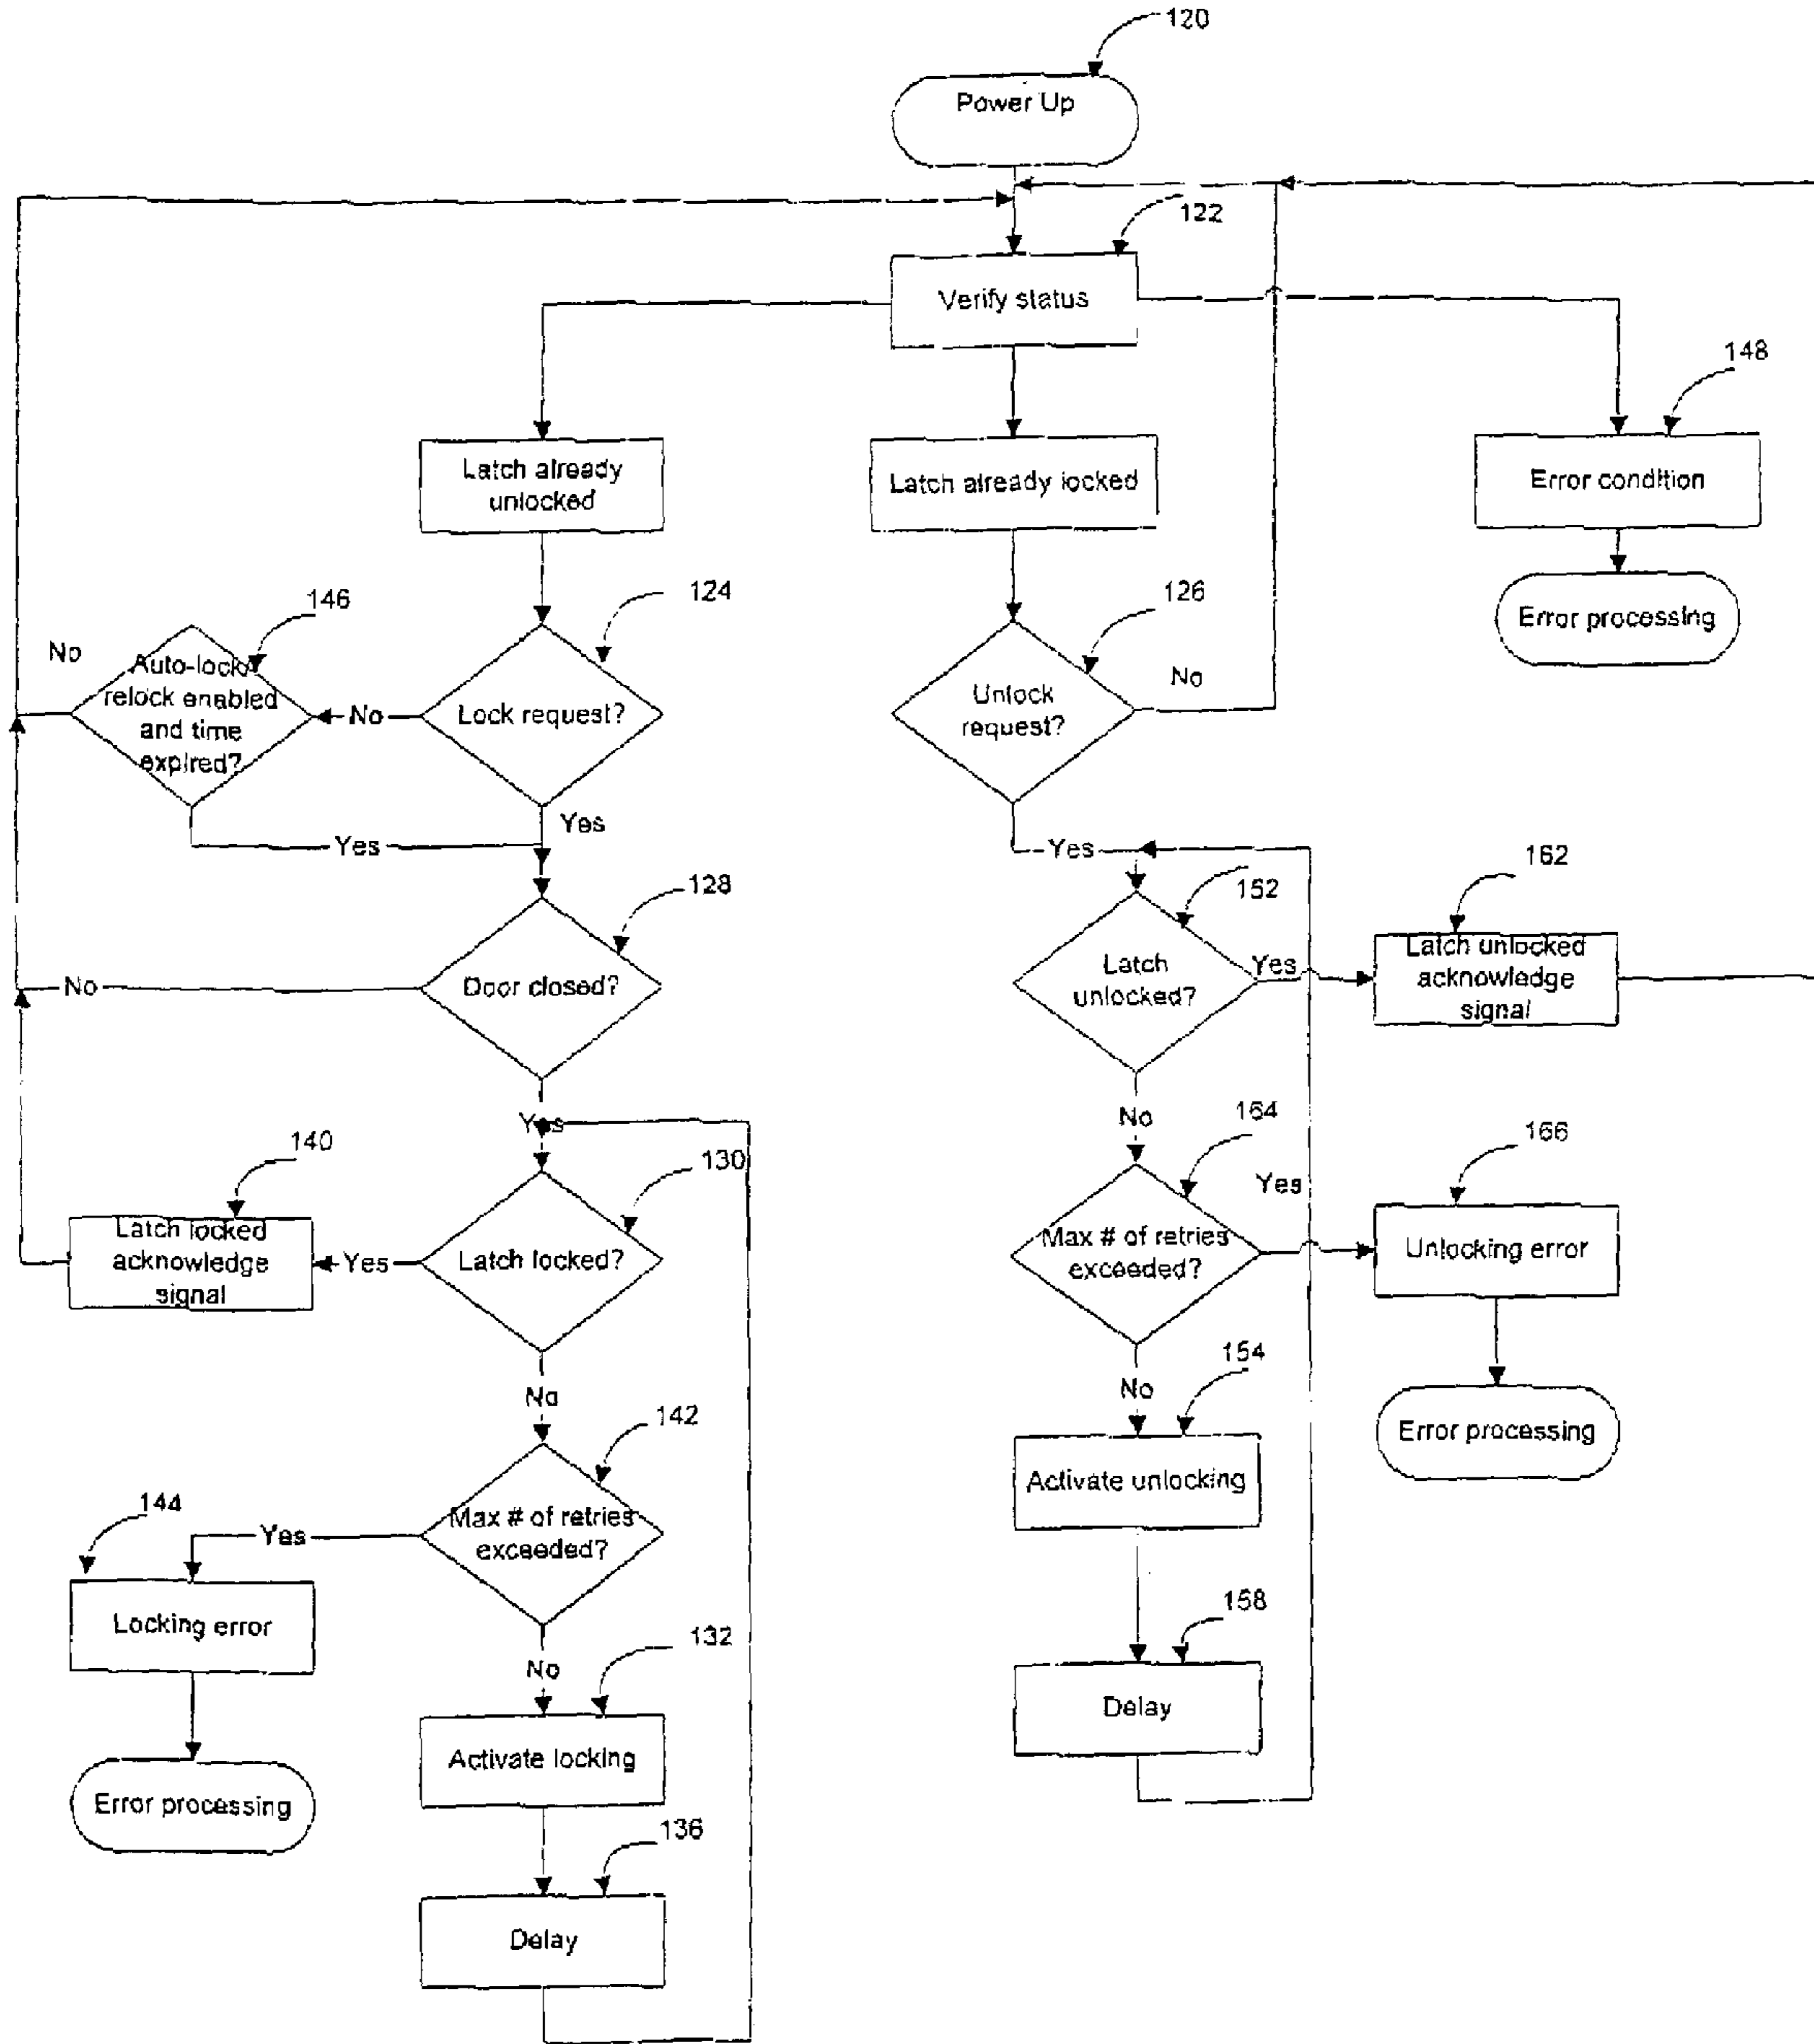 120
Power Up
122
Verify status
148
Latch already
unlocked
Latch already locked
Error condition
146
124
126
Error processing
No
Auto-lock/
relock enabled
and time
expired?
No
Lock request?
Unlock
request?
No
Yes
Yes
Yes
128
152
162
Door closed?
No
Latch
unlocked?
Yes
Latch unlocked
acknowledge
signal
Yes
No
164
166
140
130
Yes
Latch locked
acknowledge
signal
Yes
Latch locked?
Max # of retries
exceeded?
Unlocking error
No
154
142
No
Activate unlocking
Error processing
144
Yes
Max # of retries
exceeded?
Locking error
132
158
No
Delay
Activate locking
Error processing
136
Delay